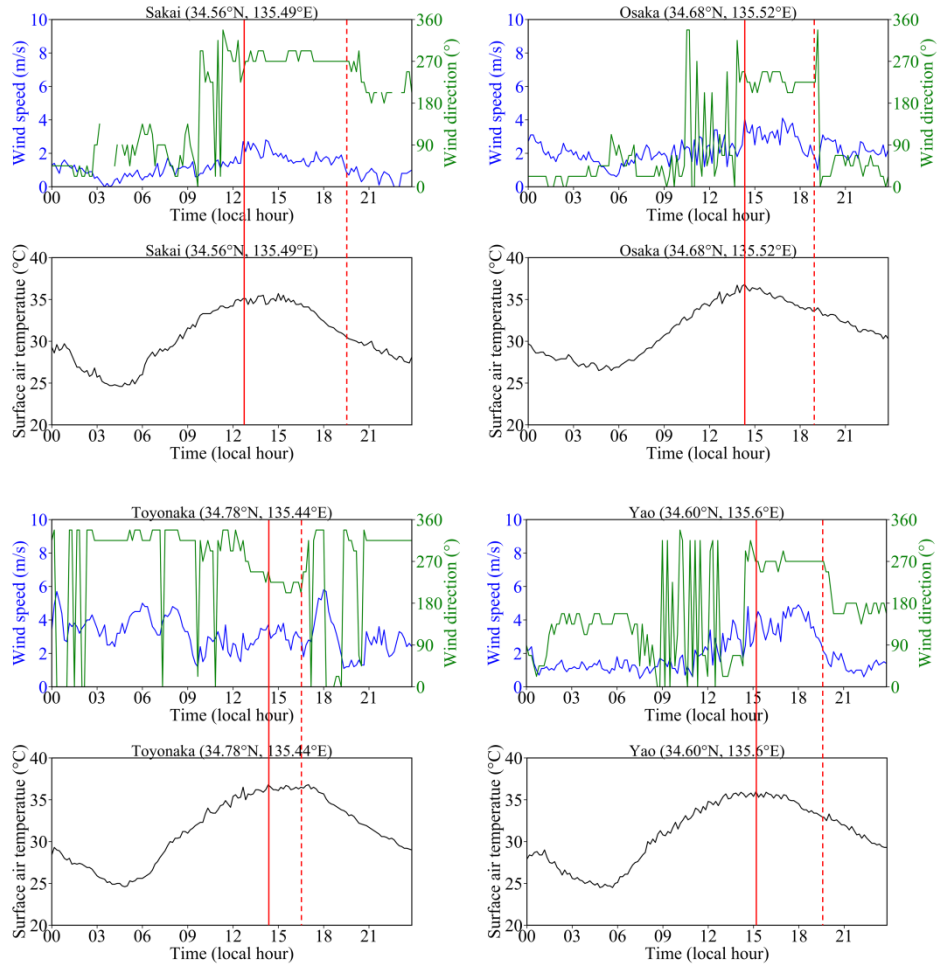 Sakai (34.56°N, 135.49°E)
Wind speed (m/s)
10
8
6
4
2
0
360
270
180
90
0
Wind direction (°)
00 03 06 09 12 15 18 21
Time (local hour)
Osaka (34.68°N, 135.52°E)
Wind speed (m/s)
10
8
6
4
2
0
360
270
180
90
0
Wind direction (°)
00 03 06 09 12 15 18 21
Time (local hour)
Sakai (34.56°N, 135.49°E)
Surface air temperatue (°C)
40
35
30
25
20
00 03 06 09 12 15 18 21
Time (local hour)
Osaka (34.68°N, 135.52°E)
Surface air temperatue (°C)
40
35
30
25
20
00 03 06 09 12 15 18 21
Time (local hour)
Toyonaka (34.78°N, 135.44°E)
Wind speed (m/s)
10
8
6
4
2
0
360
270
180
90
0
Wind direction (°)
00 03 06 09 12 15 18 21
Time (local hour)
Yao (34.60°N, 135.6°E)
Wind speed (m/s)
10
8
6
4
2
0
360
270
180
90
0
Wind direction (°)
00 03 06 09 12 15 18 21
Time (local hour)
Toyonaka (34.78°N, 135.44°E)
Surface air temperatue (°C)
40
35
30
25
20
00 03 06 09 12 15 18 21
Time (local hour)
Yao (34.60°N, 135.6°E)
Surface air temperatue (°C)
40
35
30
25
20
00 03 06 09 12 15 18 21
Time (local hour)